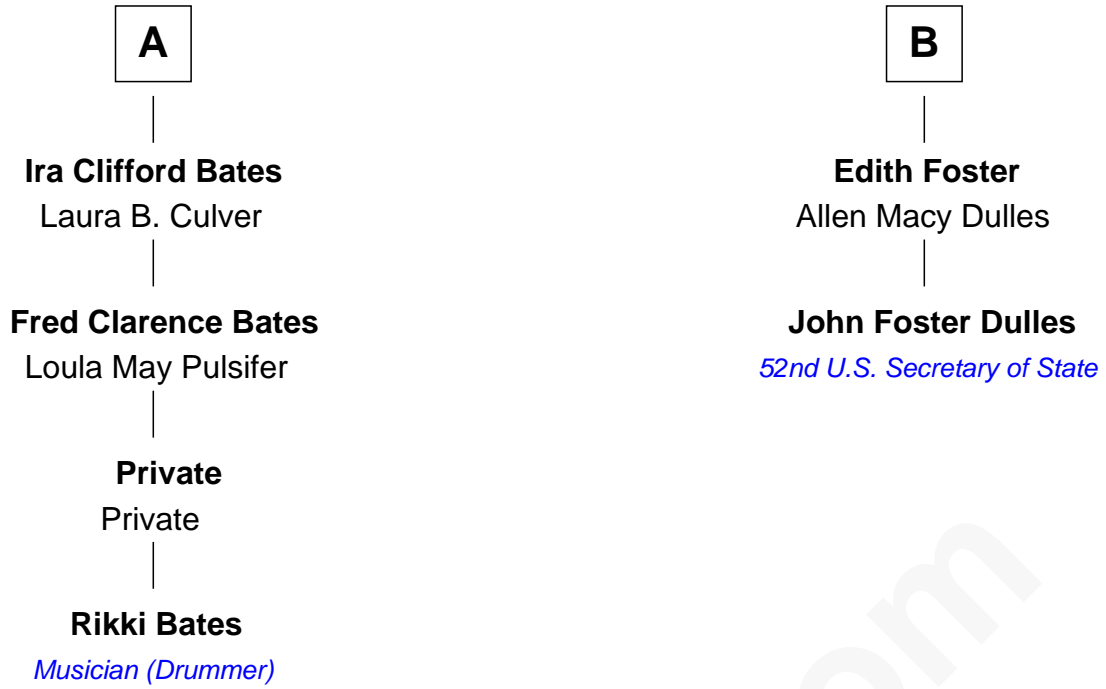 A
Ira Clifford Bates
Laura B. Culver
Fred Clarence Bates
Loula May Pulsifer
Private
Private
Rikki Bates
Musician (Drummer)
B
Edith Foster
Allen Macy Dulles
John Foster Dulles
52nd U.S. Secretary of State
om